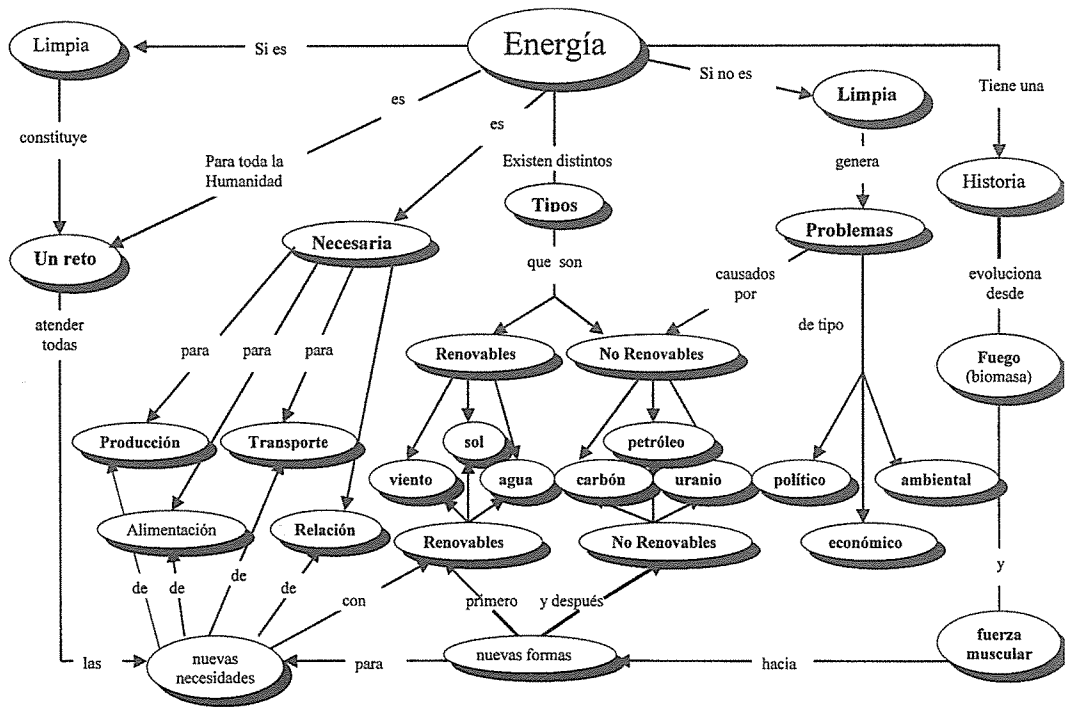 Energía
Limpia
Si es
Si no es
Limpia
Tiene una
es
es
constituye
Para toda la
Humanidad
Existen distintos
genera
Tipos
Historia
Necesaria
Problemas
Un reto
que son
causados
por
evoluciona
desde
atender
todas
de tipo
para
para
para
Renovables
No Renovables
Fuego
(biomasa)
Producción
Transporte
sol
petróleo
viento
agua
carbón
uranio
político
ambiental
Alimentación
Relación
Renovables
No Renovables
económico
de
de
de
de
con
primero
y después
y
las
nuevas
necesidades
para
nuevas formas
hacia
fuerza
muscular